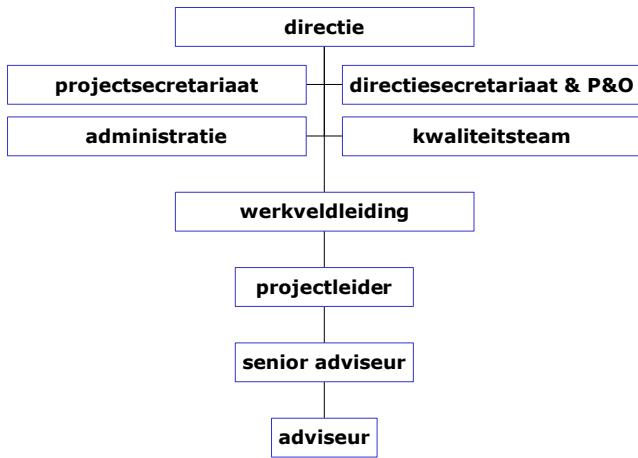 directie
projectsecretariaat
directiesecretariaat & P&O
administratie
kwaliteitsteam
werkveldleiding
projectleider
senior adviseur
adviseur